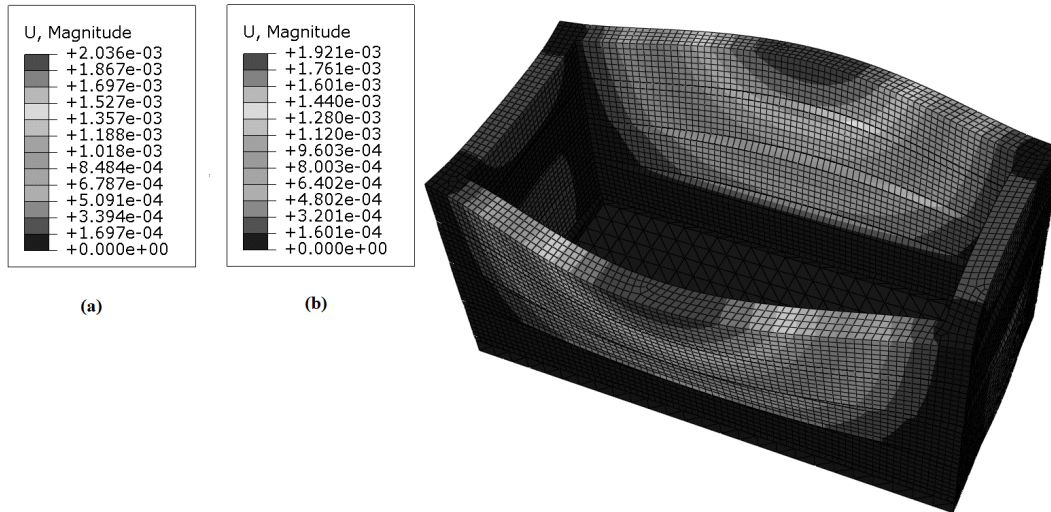 U, Magnitude
+2.036e-03
+1.867e-03
+1.697e-03
+1.527e-03
+1.357e-03
+1.188e-03
+1.018e-03
+8.484e-04
+6.787e-04
+5.091e-04
+3.394e-04
+1.697e-04
+0.000e+00
(a)
U, Magnitude
+1.921e-03
+1.761e-03
+1.601e-03
+1.440e-03
+1.280e-03
+1.120e-03
+9.603e-04
+8.003e-04
+6.402e-04
+4.802e-04
+3.201e-04
+1.601e-04
+0.000e+00
(b)